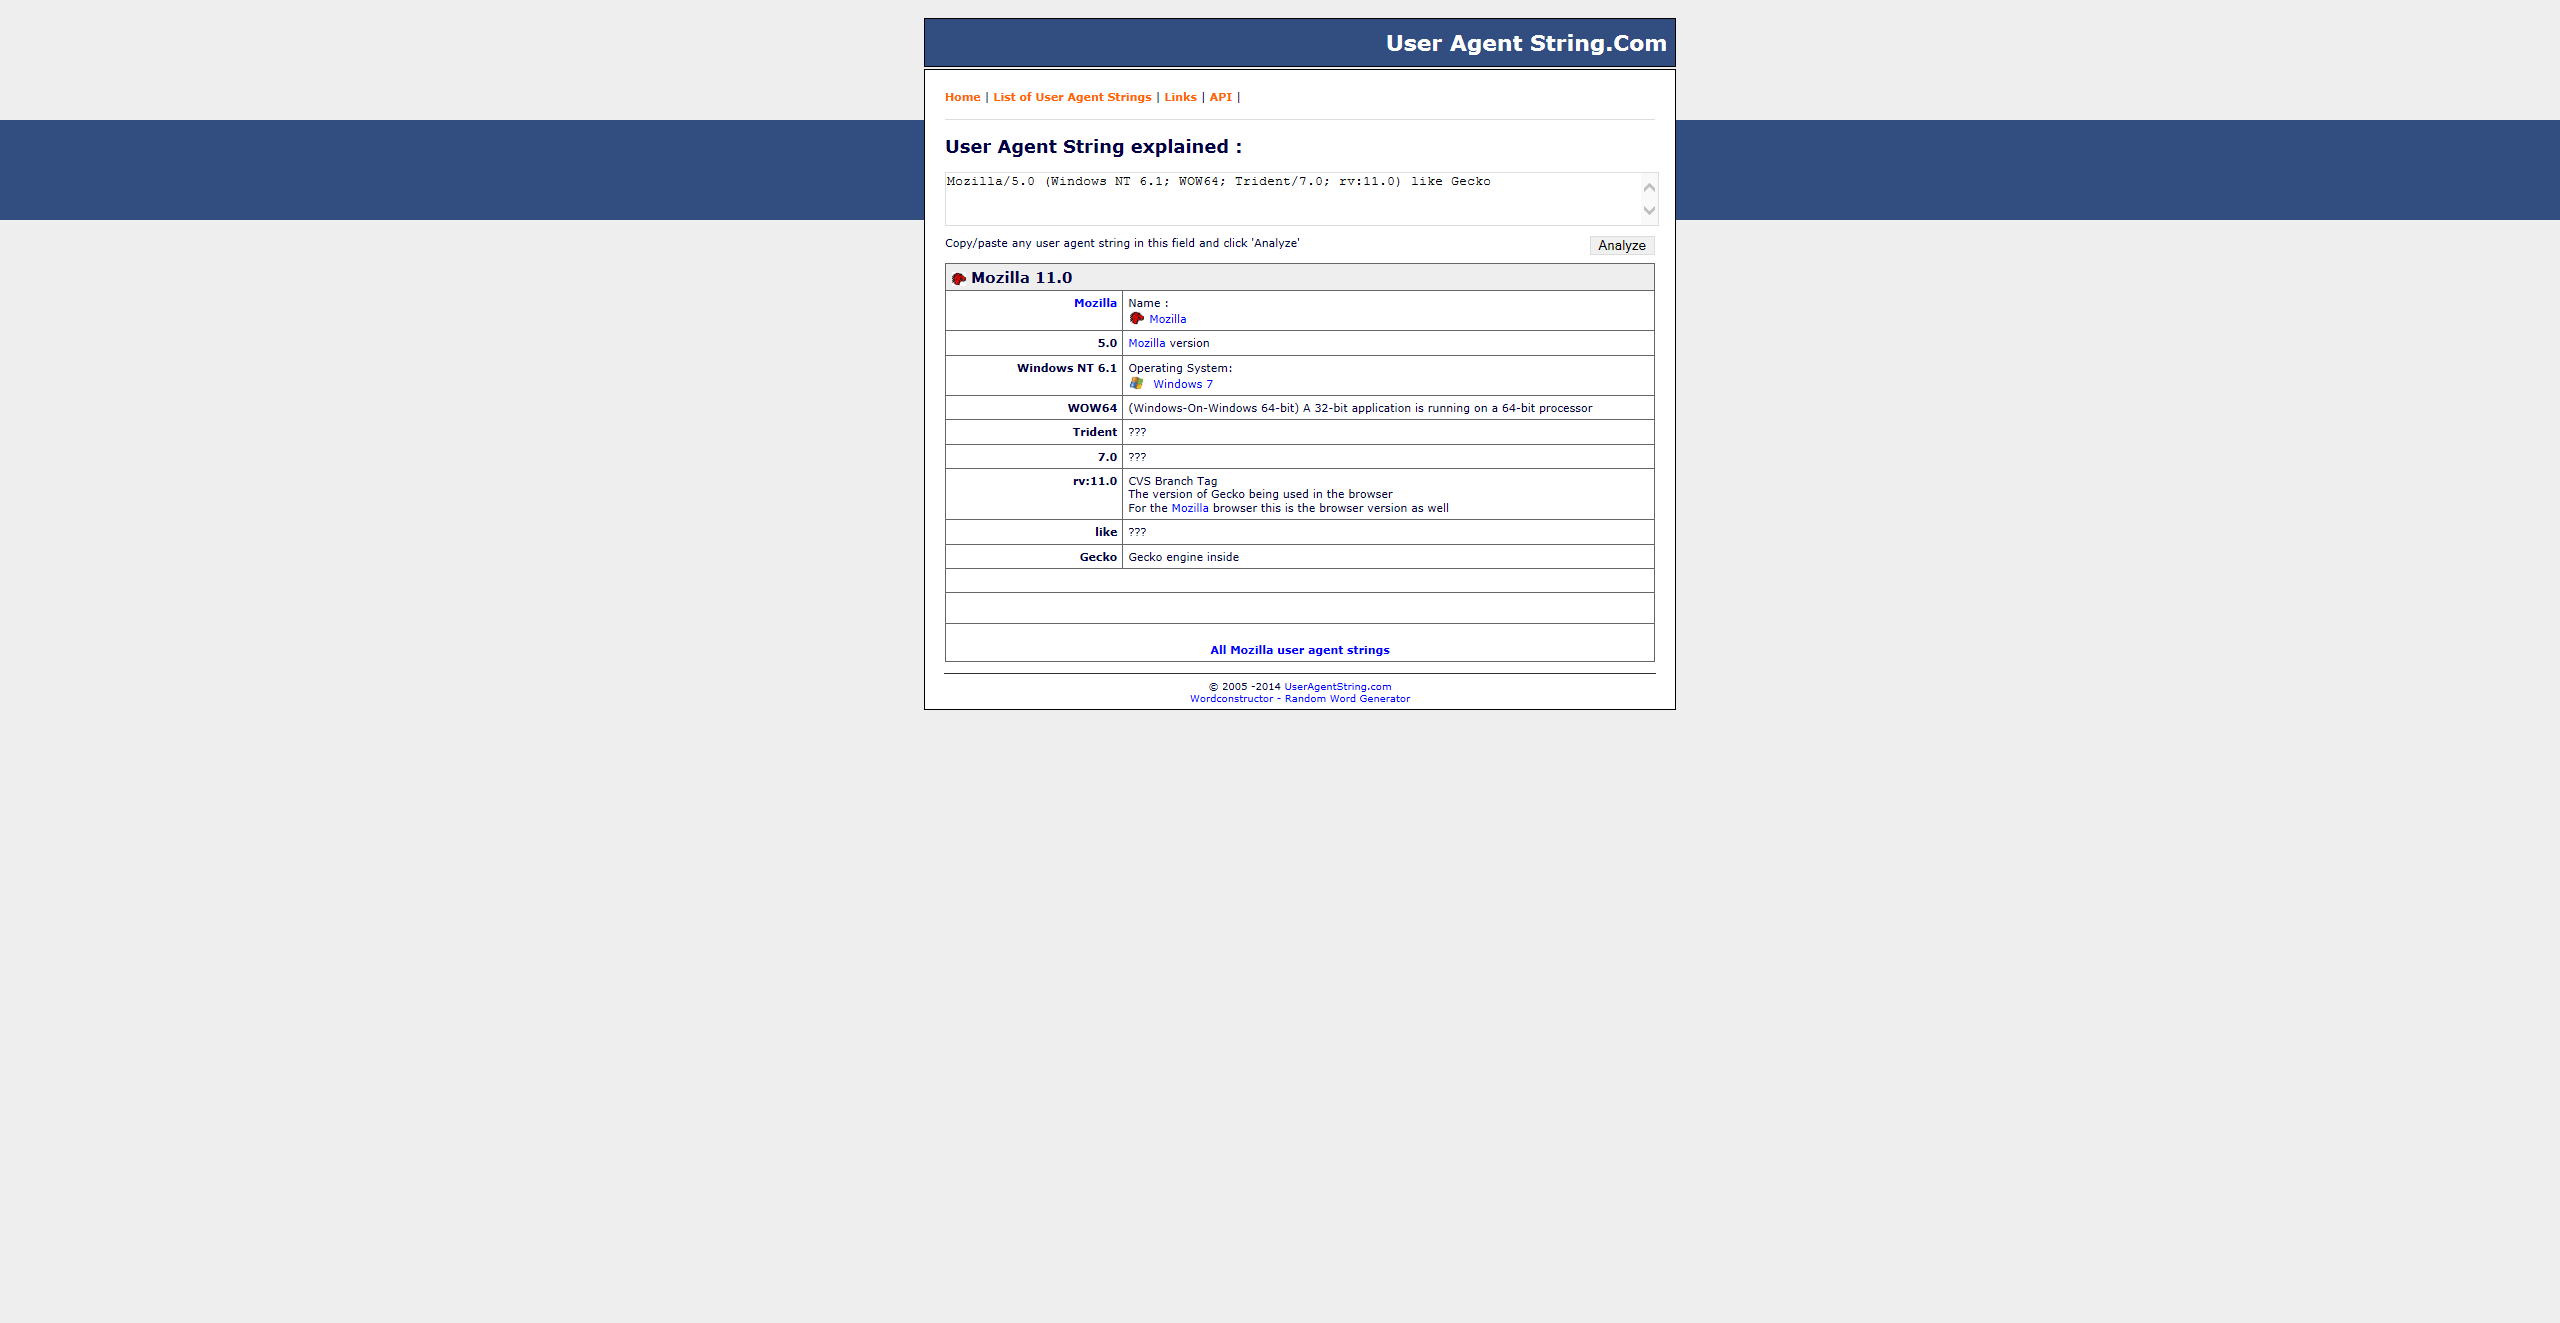 User Agent String.Com
Home | List of User Agent Strings | Links | API |
User Agent String explained :
Mozilla/5.0 (Windows NT 6.1; WOW64; Trident/7.0; rv:11.0) like Gecko
Copy/paste any user agent string in this field and click 'Analyze'
Analyze
Mozilla 11.0
Mozilla
Name :
Mozilla
5.0
Mozilla version
Windows NT 6.1
Operating System:
Windows 7
WOW64
(Windows-On-Windows 64-bit) A 32-bit application is running on a 64-bit processor
Trident
???
7.0
???
rv:11.0
CVS Branch Tag
The version of Gecko being used in the browser
For the Mozilla browser this is the browser version as well
like
???
Gecko
Gecko engine inside
All Mozilla user agent strings
© 2005 -2014 UserAgentString.com
Wordconstructor - Random Word Generator